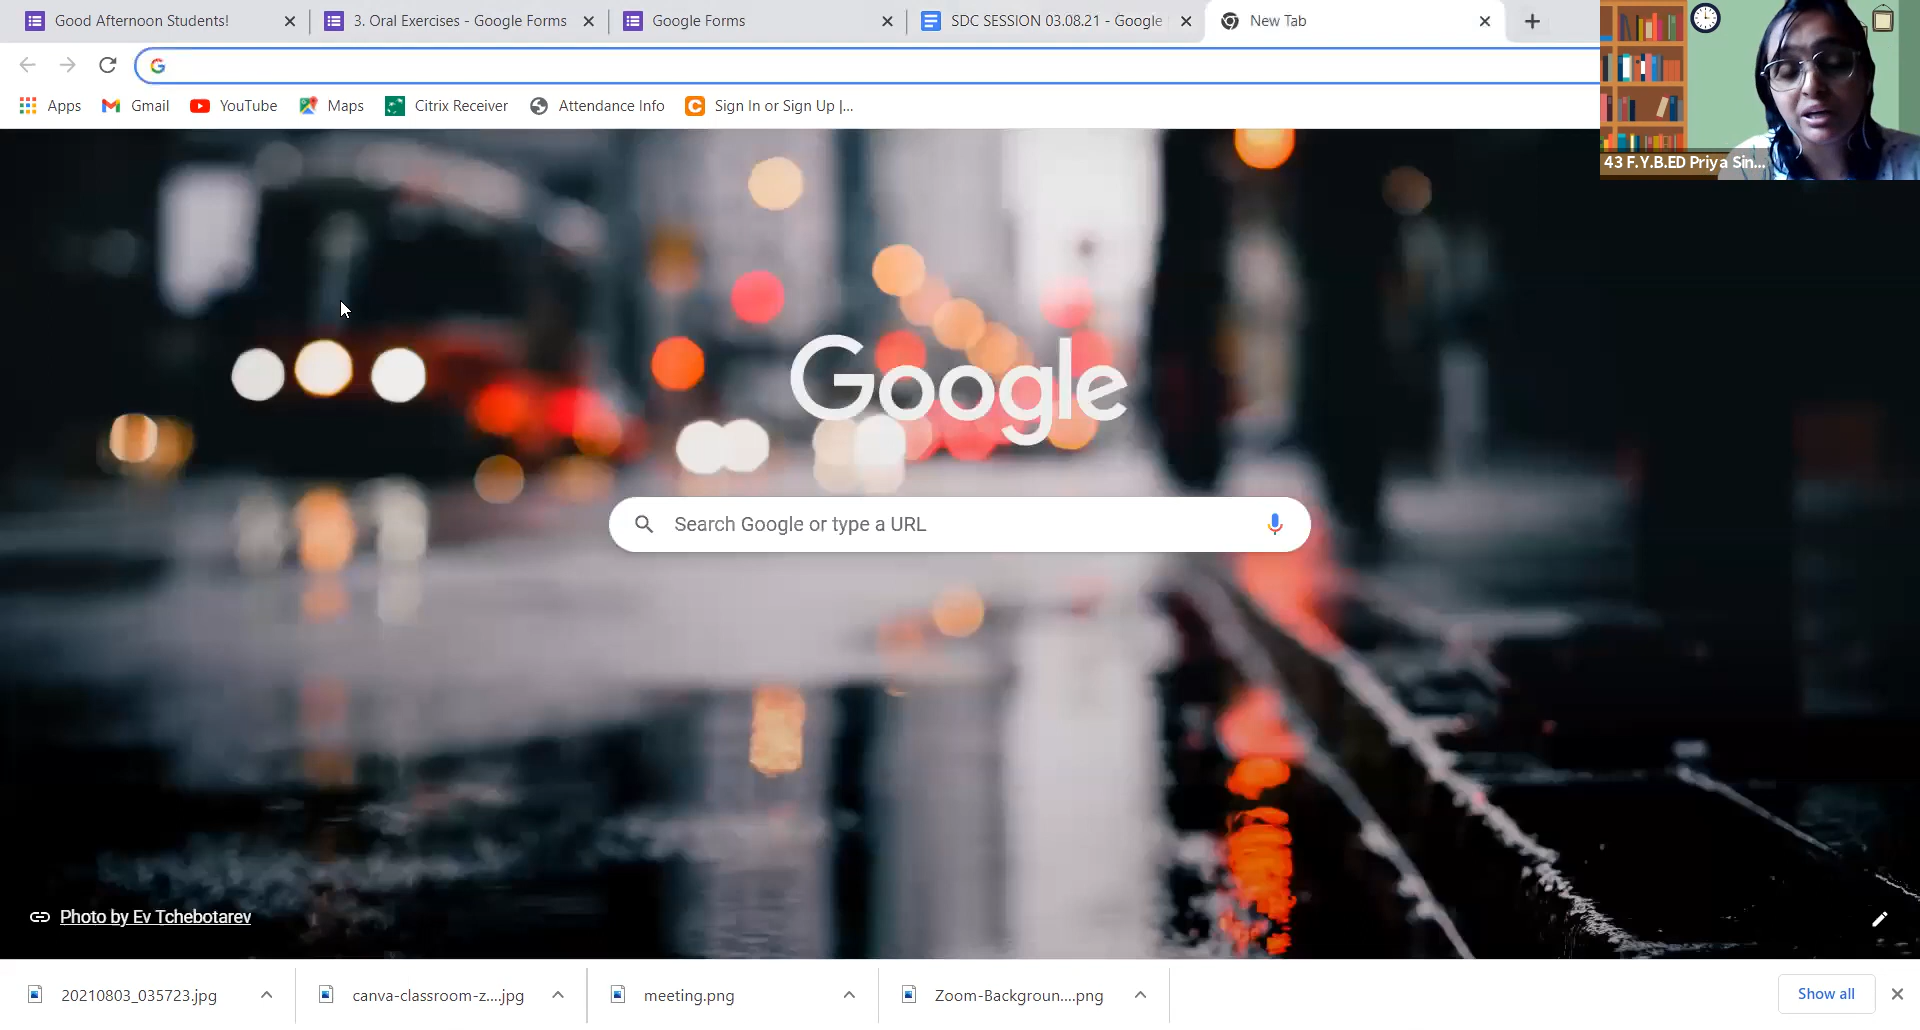 Good Afternoon Students!
3. Oral Exercises - Google Forms
Google Forms
SDC SESSION 03.08.21 - Google
New Tab
Apps
Gmail
YouTube
Maps
Citrix Receiver
Attendance Info
Sign In or Sign Up |...
43 F.Y.B.ED Priya Sin...
Google
Search Google or type a URL
Photo by Ev Tchebotarev
20210803_035723.jpg
canva-classroom-z....jpg
meeting.png
Zoom-Backgroun....png
Show all